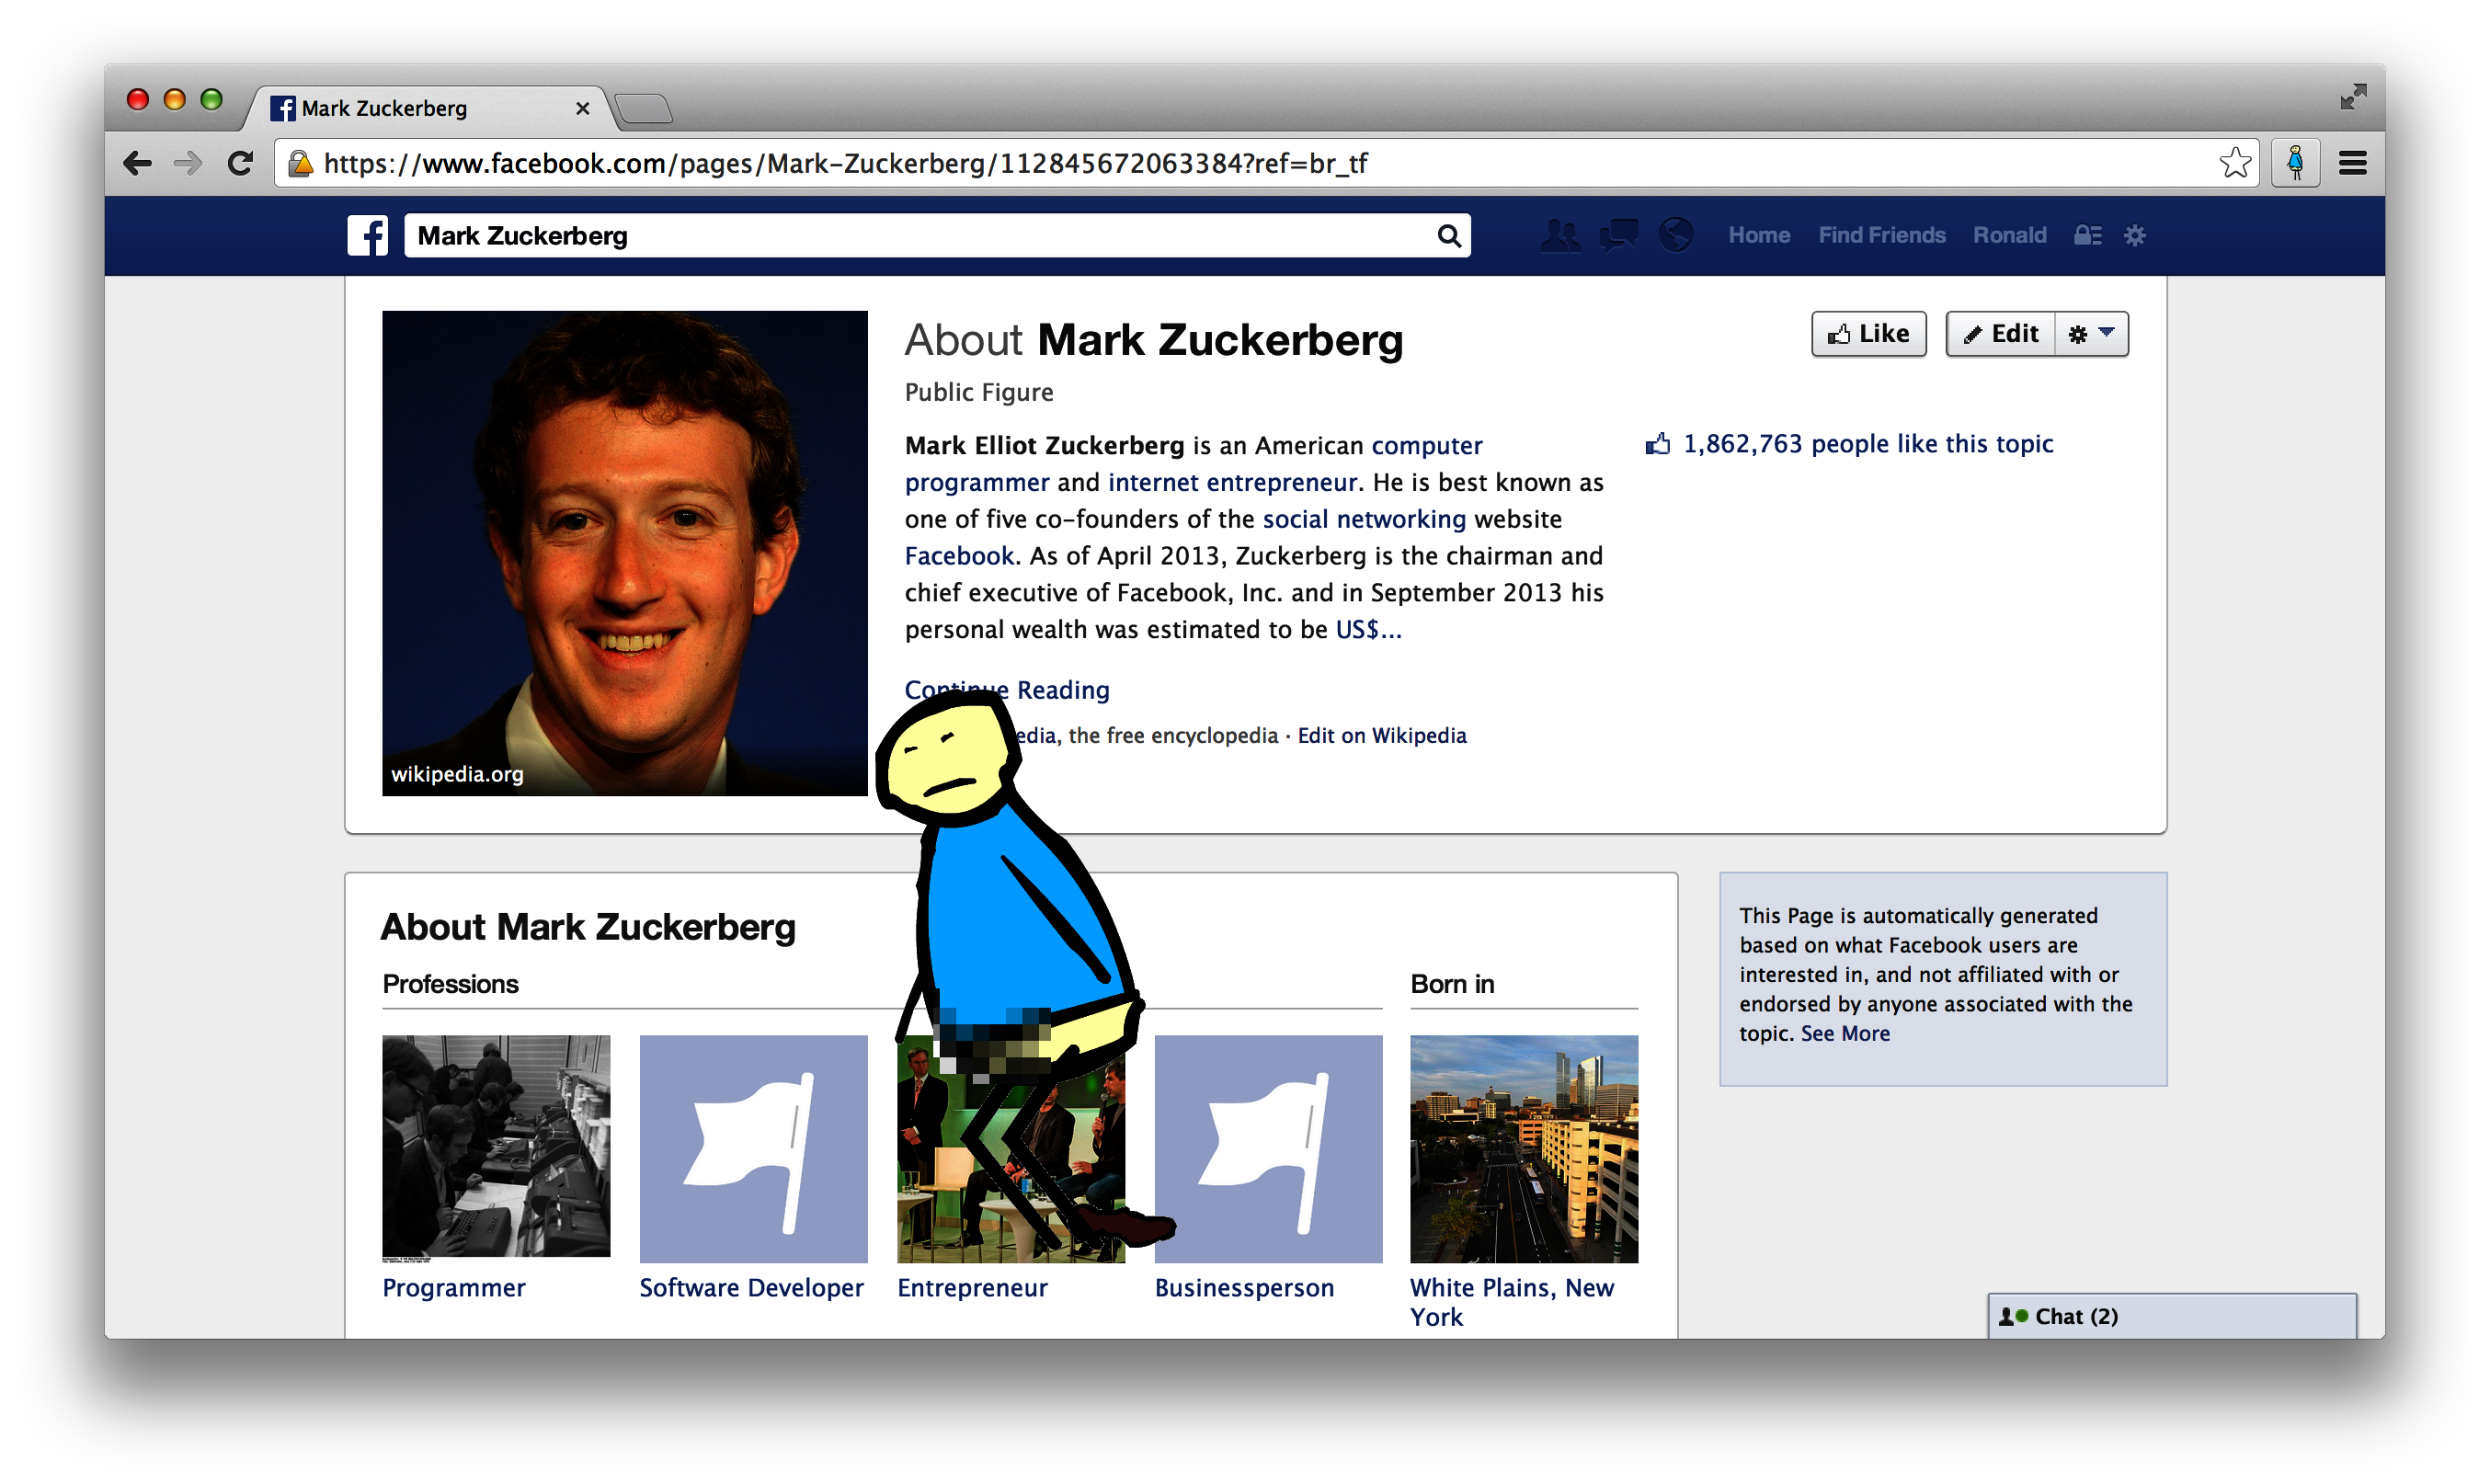 Mark Zuckerberg
https://www.facebook.com/pages/Mark-Zuckerberg/112845672063384?ref=br_tf
Mark Zuckerberg
Home Find Friends Ronald
About Mark Zuckerberg
Like
Edit
Public Figure
Mark Elliot Zuckerberg is an American computer
programmer and internet entrepreneur. He is best known as
one of five co-founders of the social networking website
Facebook. As of April 2013, Zuckerberg is the chairman and
chief executive of Facebook, Inc. and in September 2013 his
personal wealth was estimated to be US$...
1,862,763 people like this topic
Continue Reading
edia, the free encyclopedia · Edit on Wikipedia
wikipedia.org
About Mark Zuckerberg
Professions
Born in
Programmer
Software Developer
Entrepreneur
Businessperson
White Plains, New
York
This Page is automatically generated
based on what Facebook users are
interested in, and not affiliated with or
endorsed by anyone associated with the
topic. See More
Chat (2)